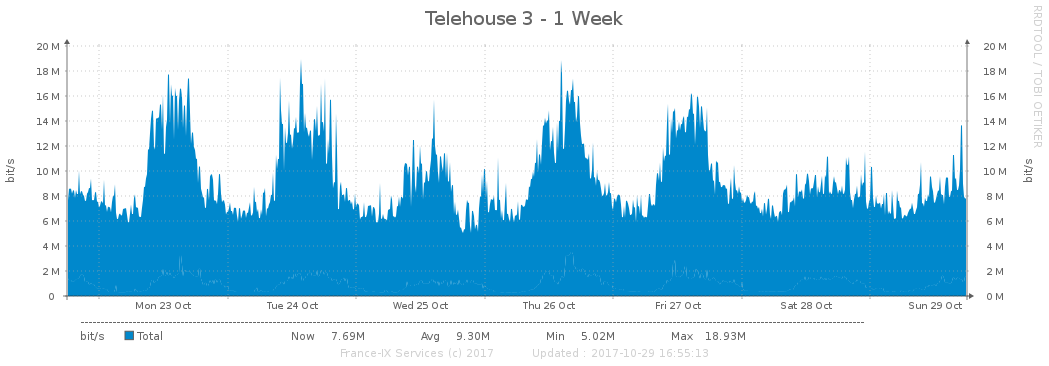 Telehouse 3 - 1 Week
RRDTOOL / TOBI OETIKER
bit/s
20 M 20 M
18 M 18 M
16 M 16 M
14 M 14 M
12 M 12 M
10 M 10 M
8 M 8 M
6 M 6 M
4 M 4 M
2 M 2 M
0 0 M
bit/s
Mon 23 Oct Tue 24 Oct Wed 25 Oct Thu 26 Oct Fri 27 Oct Sat 28 Oct Sun 29 Oct
bit/s Total Now 7.69M Avg 9.30M Min 5.02M Max 18.93M
France-IX Services (c) 2017 Updated : 2017-10-29 16:55:13